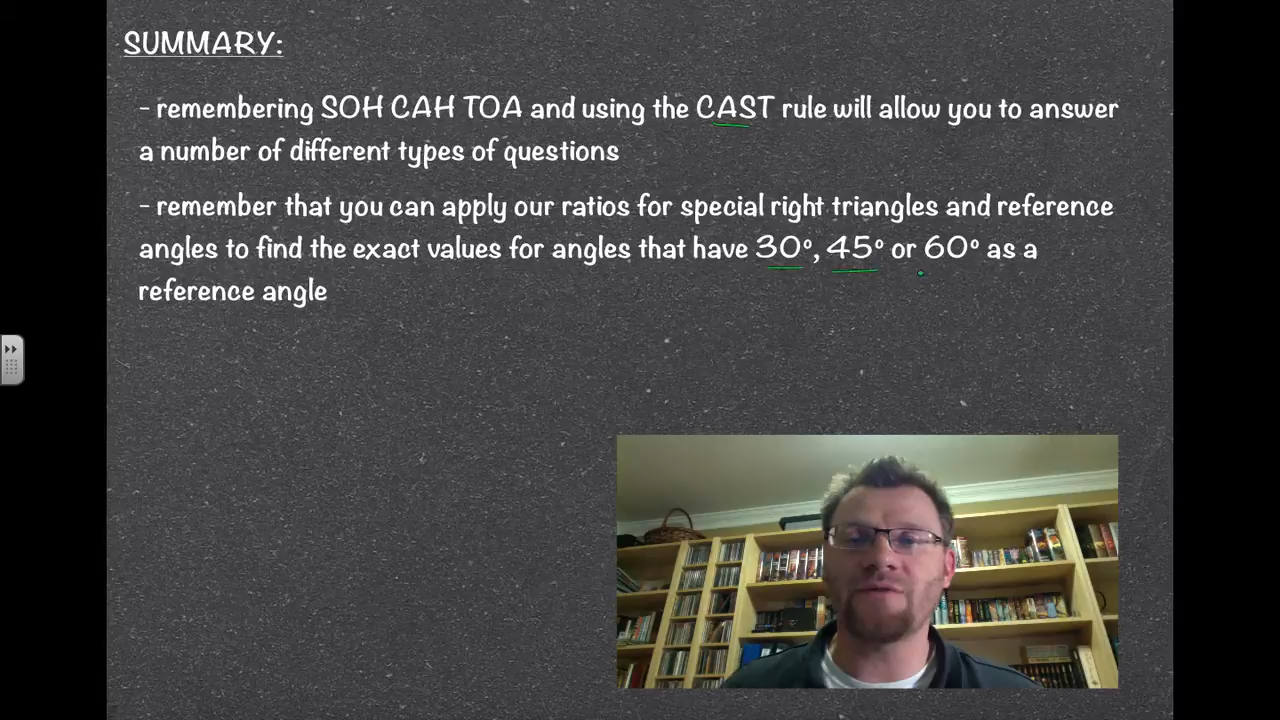 SUMMARY:
- remembering SOH CAH TOA and using the CAST rule will allow you to answer
a number of different types of questions
- remember that you can apply our ratios for special right triangles and reference
angles to find the exact values for angles that have 30°, 45° or 60° as a
reference angle